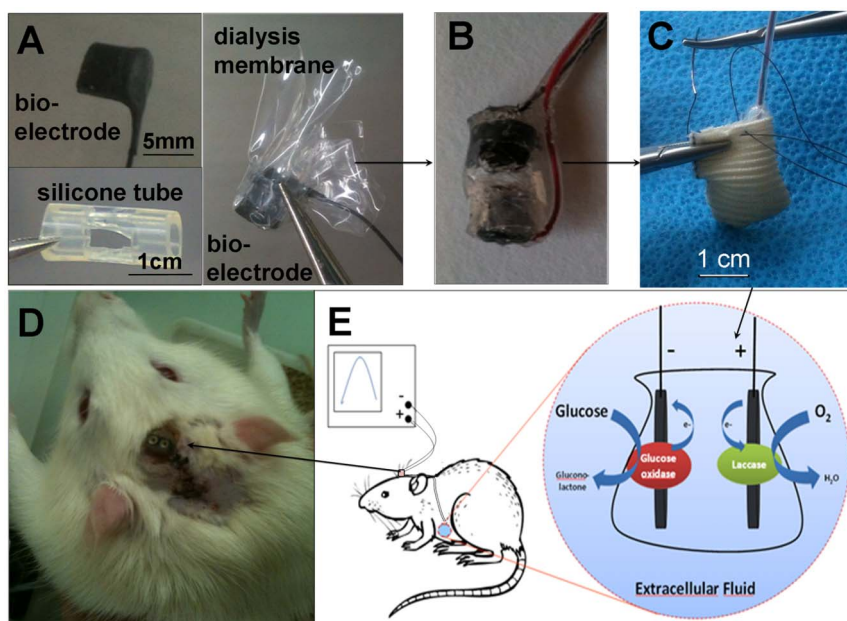 A
bio-
electrode
5mm
silicone tube
1cm
dialysis
membrane
bio-
electrode
B
C
1 cm
D
E
-
+
-
+
Glucose
e-
e-
O2
Glucose
oxidase
Laccase
Glucono-
lactone
H2O
Extracellular Fluid